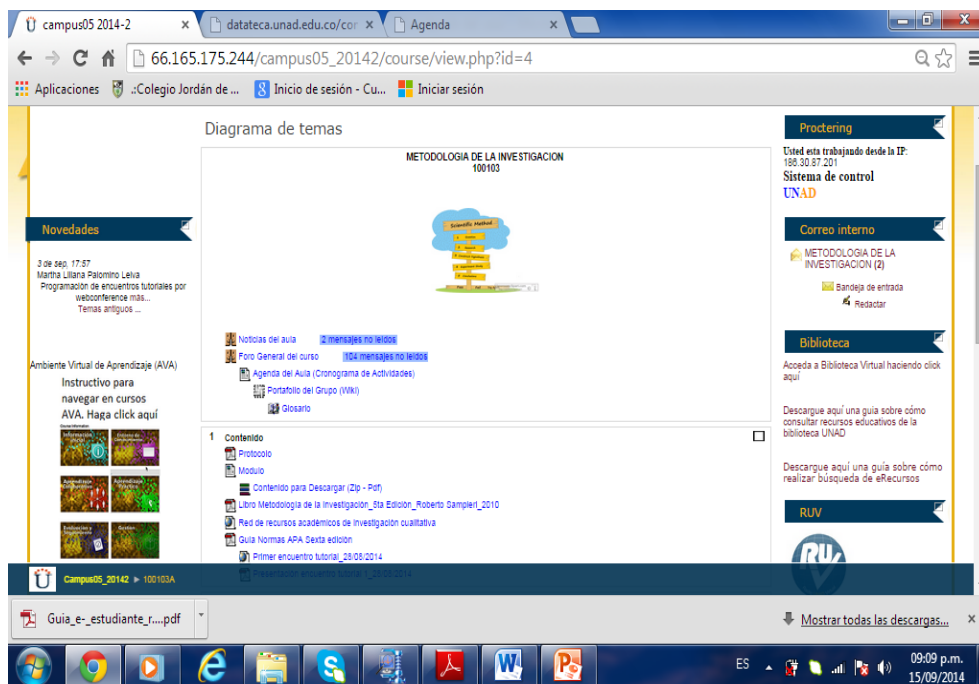 campus05 2014-2
datateca.unad.edu.co/cor
Agenda
66.165.175.244/campus05_20142/course/view.php?id=4
Aplicaciones
.:Colegio Jordán de ...
Inicio de sesión - Cu...
Iniciar sesión
Novedades
3 de sep, 17:57
Martha Liliana Palomino Leiva
Programación de encuentros tutoriales por
webconference más...
Temas antiguos ...
Ambiente Virtual de Aprendizaje (AVA)
Instructivo para
navegar en cursos
AVA. Haga click aquí
Diagrama de temas
METODOLOGIA DE LA INVESTIGACION
100103
Scientific Method
Noticias del aula
2 mensajes no leídos
Foro General del curso
104 mensajes no leídos
Agenda del Aula (Cronograma de Actividades)
Portafolio del Grupo (Wiki)
Glosario
1 Contenido
Protocolo
Modulo
Contenido para Descargar (Zip - Pdf)
Libro Metodología de la Investigación_5ta Edición_Roberto Sampieri_2010
Red de recursos académicos de investigación cualitativa
Guía Normas APA Sexta edición
Primer encuentro tutorial_28/08/2014
Proctering
Usted esta trabajando desde la IP:
186.30.87.201
Sistema de control
UNAD
Correo interno
METODOLOGIA DE LA
INVESTIGACION (2)
Bandeja de entrada
Redactar
Biblioteca
Acceda a Biblioteca Virtual haciendo click
aquí
Descargue aquí una guia sobre cómo
consultar recursos educativos de la
biblioteca UNAD
Descargue aquí una guía sobre cómo
realizar búsqueda de eRecursos
RUV
RUV
Campus05_20142 ► 100103A
Guia_e-_estudiante_r....pdf
Mostrar todas las descargas...
ES
09:09 p.m.
15/09/2014